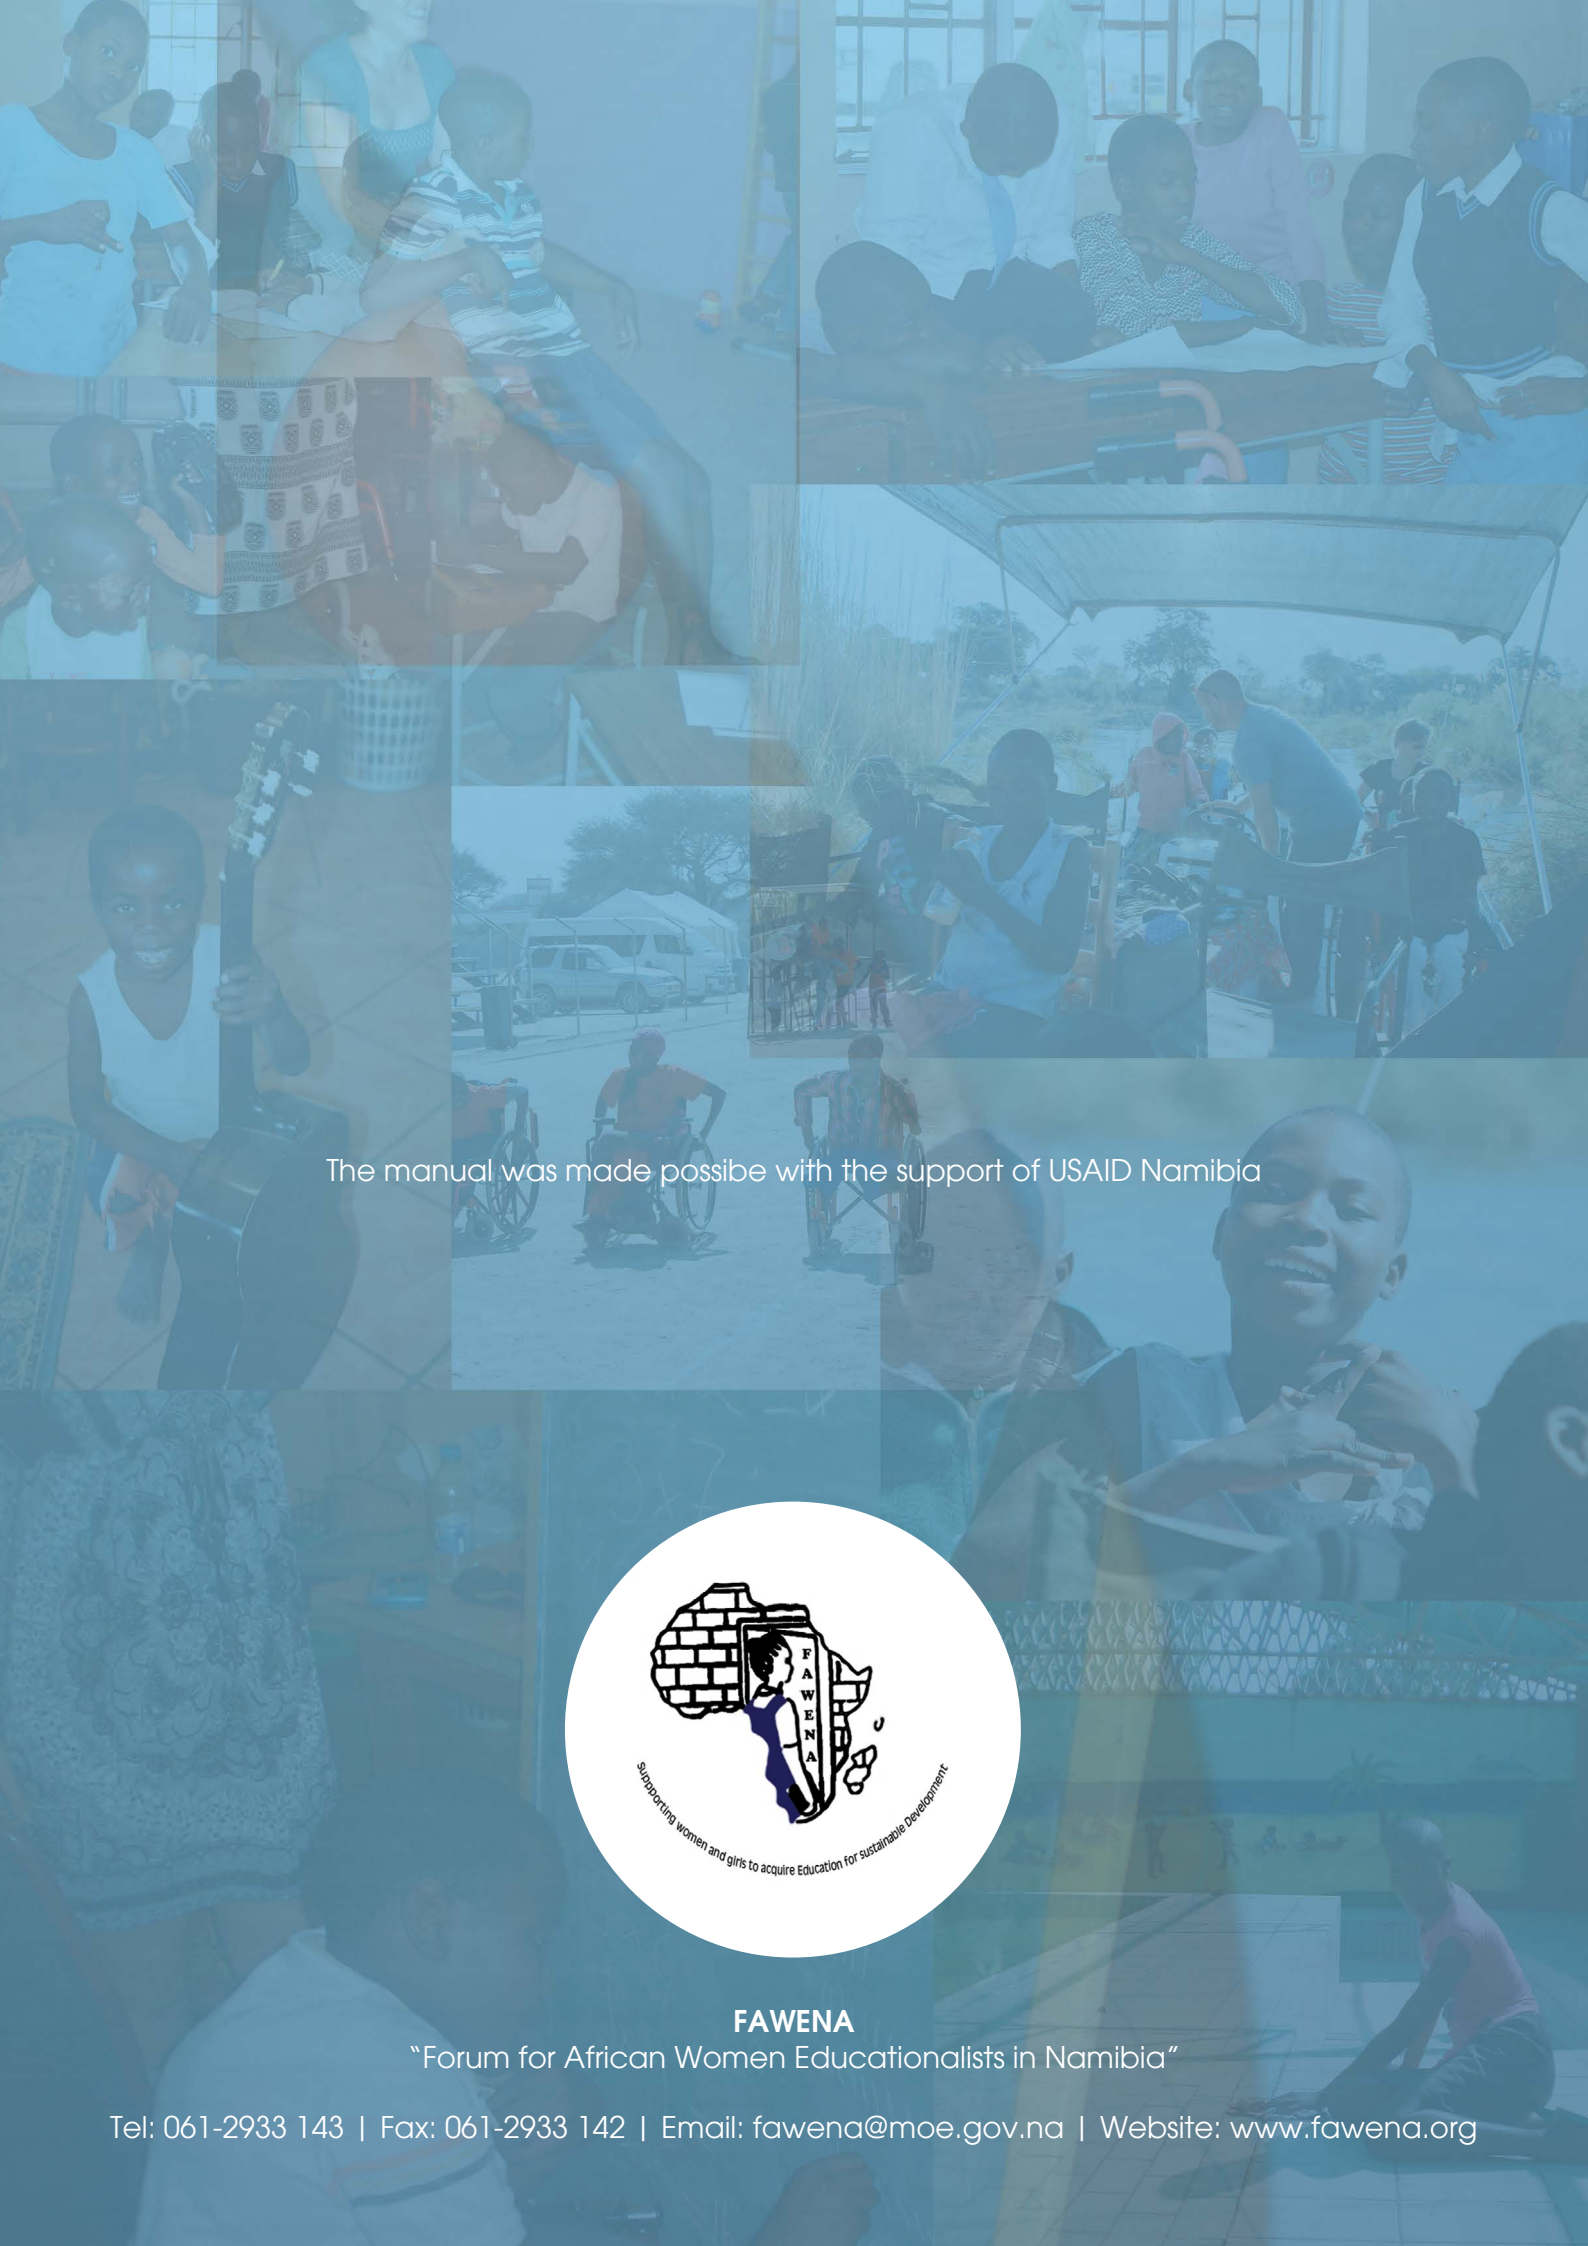 The manual was made possibe with the support of USAID Namibia
FAWENA
Suppporting women and girls to acquire Education for sustainable Development
FAWENA
“Forum for African Women Educationalists in Namibia”
Tel: 061-2933 143 | Fax: 061-2933 142 | Email: fawena@moe.gov.na | Website: www.fawena.org